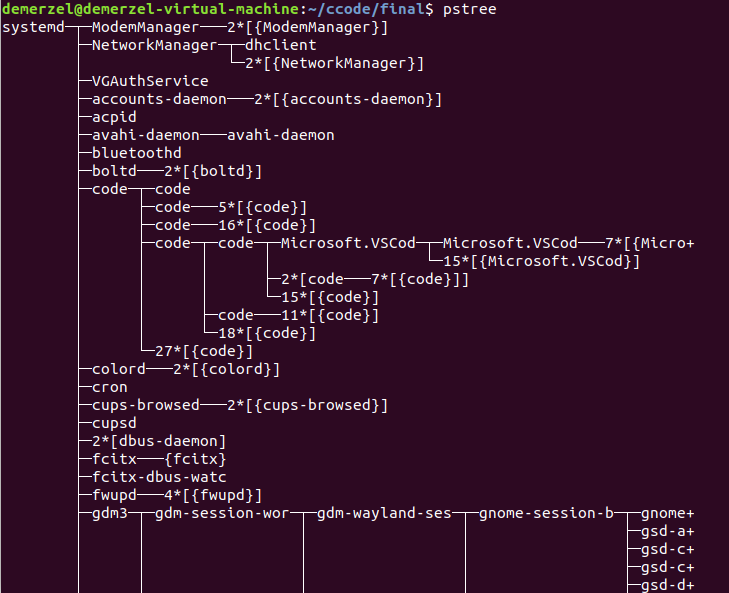 demerzel@demerzel-virtual-machine:~/ccode/final$ pstree
systemd─┬─ModemManager───2*[{ModemManager}]
        ├─NetworkManager─┬─dhclient
        │                └─2*[{NetworkManager}]
        ├─VGAuthService
        ├─accounts-daemon───2*[{accounts-daemon}]
        ├─acpid
        ├─avahi-daemon───avahi-daemon
        ├─bluetoothd
        ├─boltd───2*[{boltd}]
        ├─code─┬─code
        │      ├─code───5*[{code}]
        │      ├─code───16*[{code}]
        │      ├─code─┬─code─┬─Microsoft.VSCod─┬─Microsoft.VSCod───7*[{Micro+
        │      │      │      │                 └─15*[{Microsoft.VSCod}]
        │      │      │      ├─2*[code───7*[{code}]]
        │      │      │      └─15*[{code}]
        │      │      ├─code───11*[{code}]
        │      │      └─18*[{code}]
        │      └─27*[{code}]
        ├─colord───2*[{colord}]
        ├─cron
        ├─cups-browsed───2*[{cups-browsed}]
        ├─cupsd
        ├─2*[dbus-daemon]
        ├─fcitx───{fcitx}
        ├─fcitx-dbus-watc
        ├─fwupd───4*[{fwupd}]
        ├─gdm3─┬─gdm-session-wor─┬─gdm-wayland-ses─┬─gnome-session-b─┬─gnome+
        │      │                 │                 │                 ├─gsd-a+
        │      │                 │                 │                 ├─gsd-c+
        │      │                 │                 │                 ├─gsd-c+
        │      │                 │                 │                 ├─gsd-d+